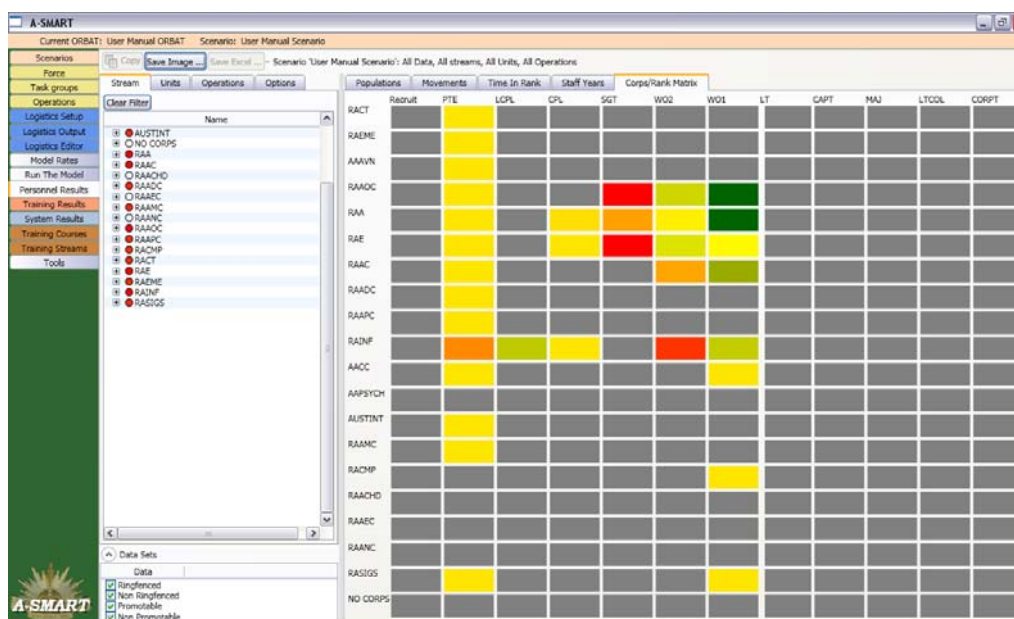 A-SMART
Current ORBAT: User Manual ORBAT Scenario: User Manual Scenario
Scenarios
Force
Task groups
Operations
Logistics Setup
Logistics Output
Logistics Editor
Model Rates
Run The Model
Personnel Results
Training Results
System Results
Training Courses
Training Streams
Tools
A-SMART
Copy Save Image ... Save Excel ... - Scenario 'User Manual Scenario': All Data, All streams, All Units, All Operations
Stream Units Operations Options
Clear Filter
Name
AUSTINT
NO CORPS
RAA
RAAC
RAACHD
RAADC
RAAEC
RAAMC
RAANC
RAAOC
RAAPC
RACMP
RACT
RAE
RAEME
RAINF
RASIGS
Data Sets
Data
Ringfenced
Non Ringfenced
Promotable
Non Promotable
Populations Movements Time In Rank Staff Years Corps/Rank Matrix
Recruit PTE LCPL CPL SGT WO2 WO1 LT CAPT MAJ LTCOL CORPT
RACT
RAEME
AAAVN
RAAOC
RAA
RAE
RAAC
RAADC
RAAPC
RAINF
AACC
AAPSYCH
AUSTINT
RAAMC
RACMP
RAACHD
RAAEC
RAANC
RASIGS
NO CORPS